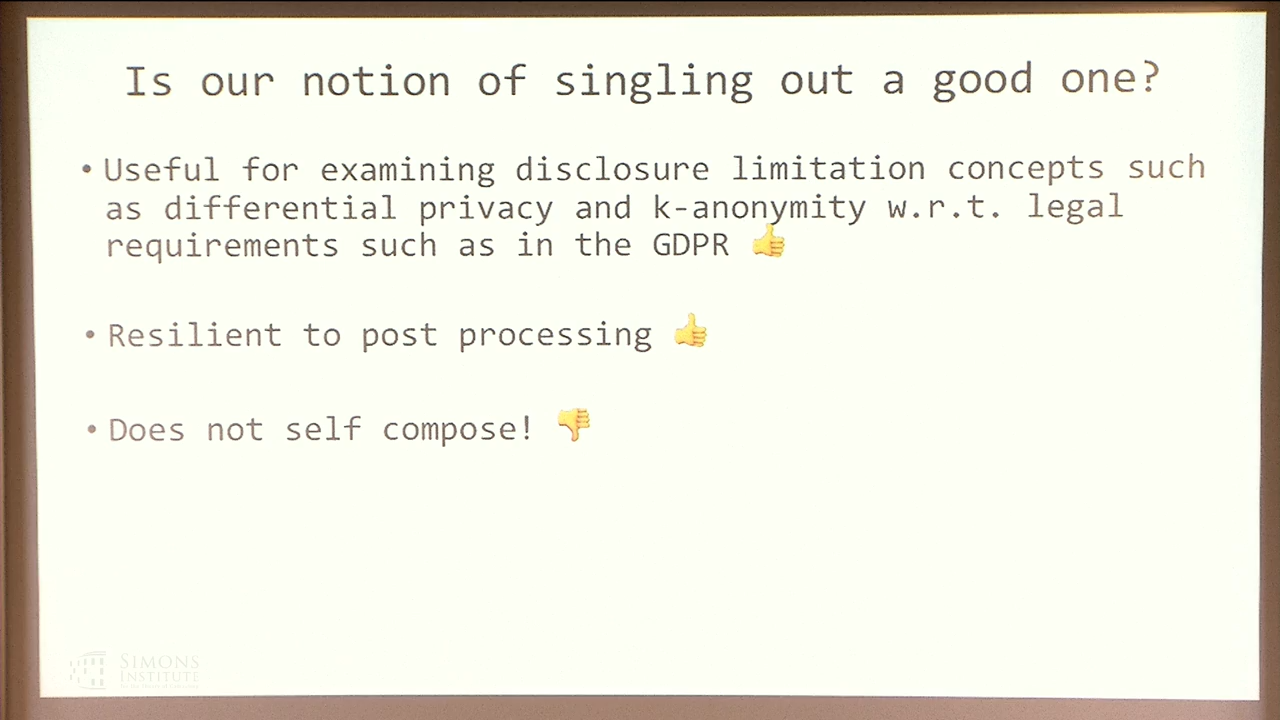 Is our notion of singling out a good one?
• Useful for examining disclosure limitation concepts such
as differential privacy and k-anonymity w.r.t. legal
requirements such as in the GDPR 👍
• Resilient to post processing 👍
• Does not self compose! 👎
SIMONS
INSTITUTE